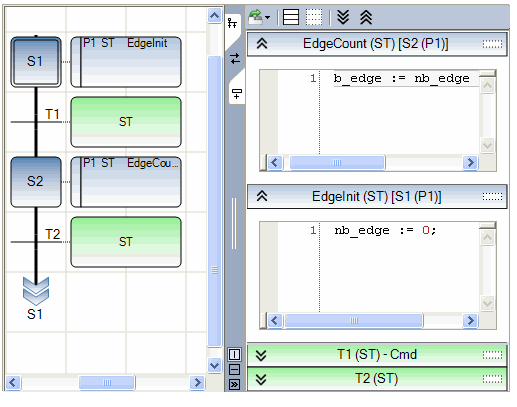 S1
P1 ST EdgeInit
T1
ST
S2
P1 ST EdgeCou...
T2
ST
S1
EdgeCount (ST) [S2 (P1)]
1 b_edge := nb_edge
EdgeInit (ST) [S1 (P1)]
1 nb_edge := 0;
T1 (ST) - Cmd
T2 (ST)